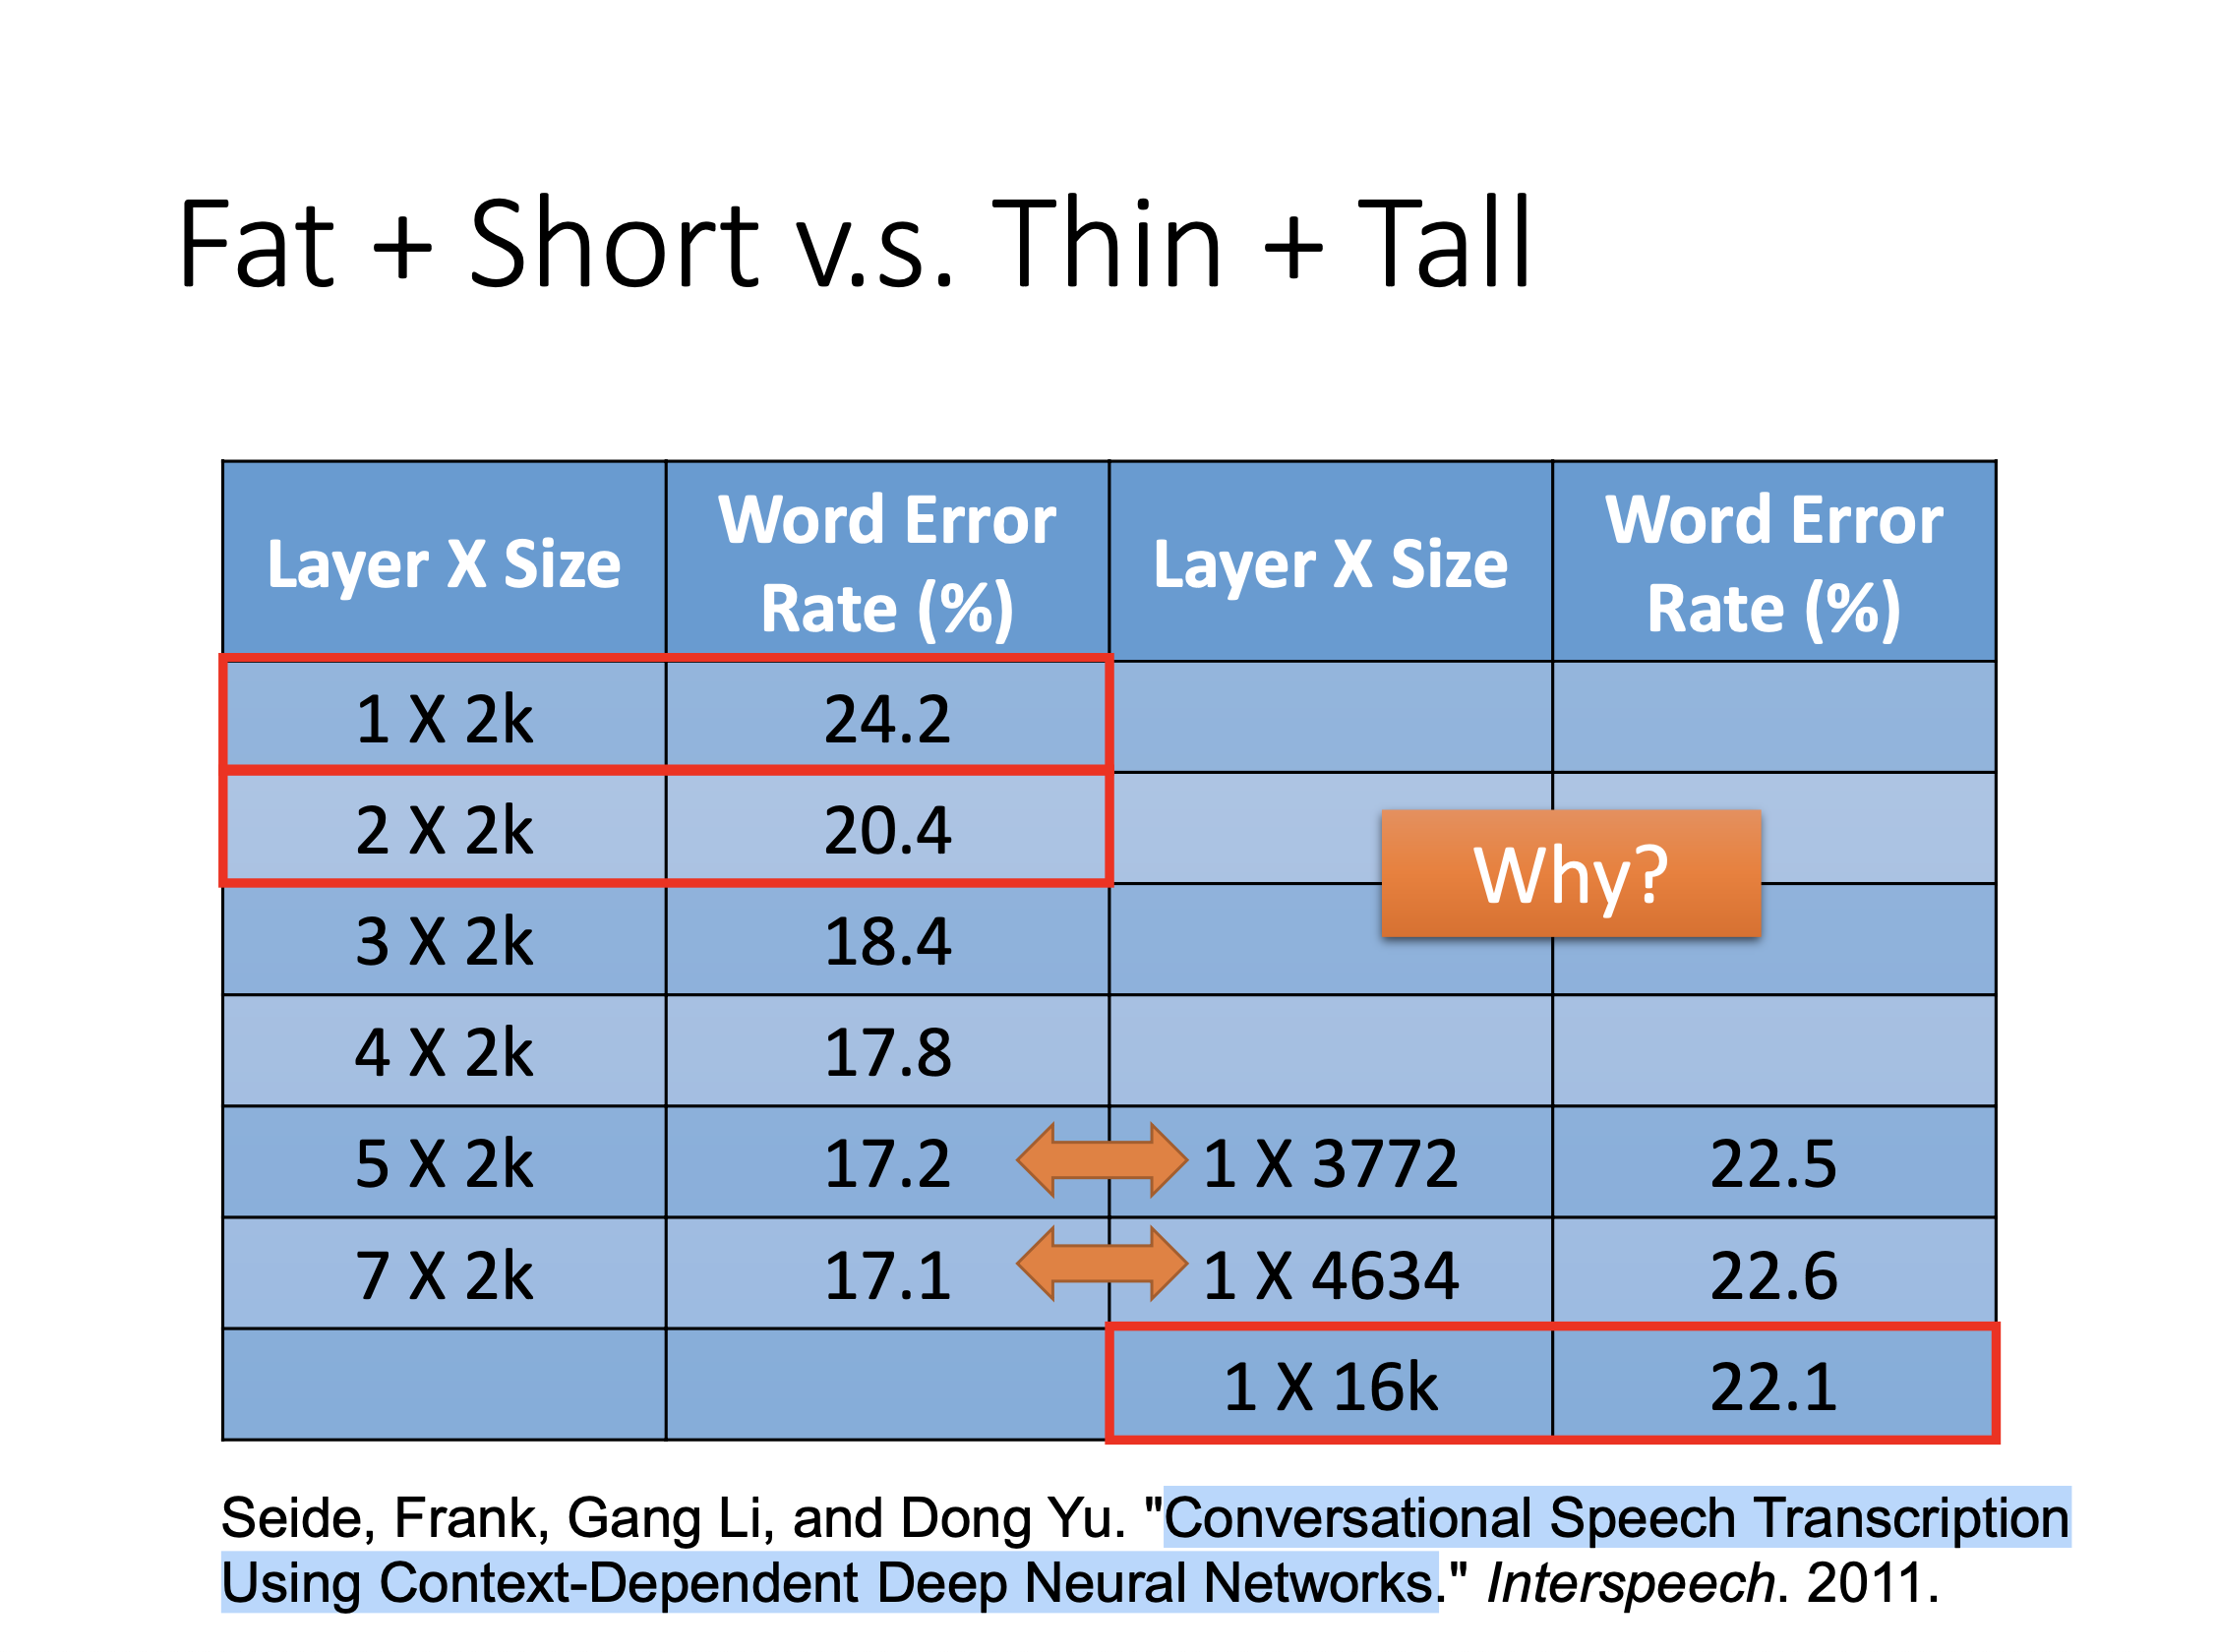 Fat + Short v.s. Thin + Tall
Layer X Size
Word Error
Rate (%)
Layer X Size
Word Error
Rate (%)
1 X 2k 24.2
2 X 2k 20.4
Why?
3 X 2k 18.4
4 X 2k 17.8
5 X 2k 17.2 1 X 3772 22.5
7 X 2k 17.1 1 X 4634 22.6
1 X 16k 22.1
Seide, Frank, Gang Li, and Dong Yu. "Conversational Speech Transcription
Using Context-Dependent Deep Neural Networks." Interspeech. 2011.